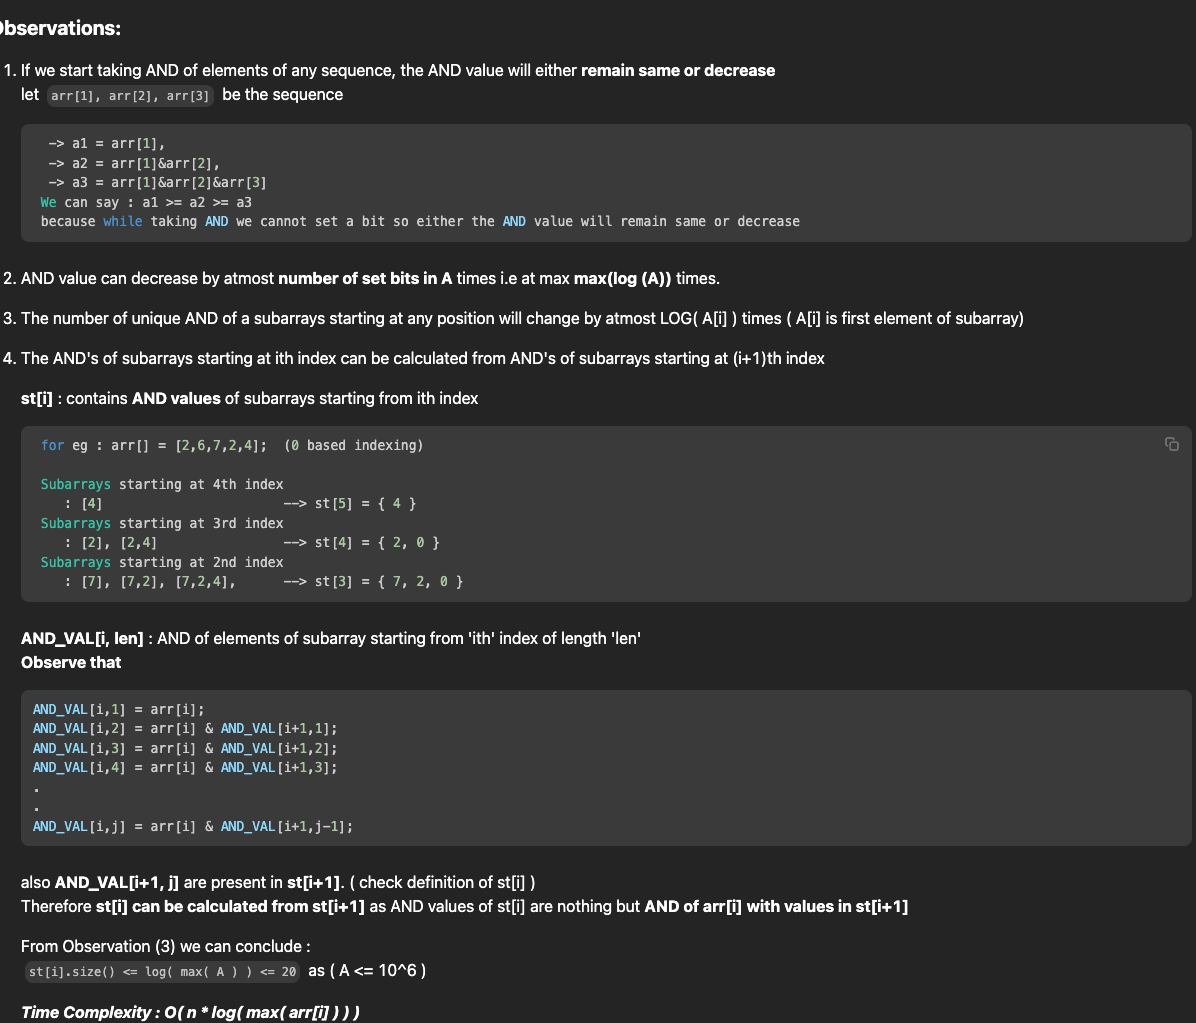 Observations:
1. If we start taking AND of elements of any sequence, the AND value will either remain same or decrease
let arr[1], arr[2], arr[3] be the sequence
-> a1 = arr[1],
-> a2 = arr[1]&arr[2],
-> a3 = arr[1]&arr[2]&arr[3]
We can say : a1 >= a2 >= a3
because while taking AND we cannot set a bit so either the AND value will remain same or decrease
2. AND value can decrease by atmost number of set bits in A times i.e at max max(log (A)) times.
3. The number of unique AND of a subarrays starting at any position will change by atmost LOG( A[i] ) times ( A[i] is first element of subarray)
4. The AND's of subarrays starting at ith index can be calculated from AND's of subarrays starting at (i+1)th index
st[i] : contains AND values of subarrays starting from ith index
for eg : arr[] = [2,6,7,2,4]; (0 based indexing)
Subarrays starting at 4th index
: [4] --> st[5] = { 4 }
Subarrays starting at 3rd index
: [2], [2,4] --> st[4] = { 2, 0 }
Subarrays starting at 2nd index
: [7], [7,2], [7,2,4], --> st[3] = { 7, 2, 0 }
AND_VAL[i, len] : AND of elements of subarray starting from 'ith' index of length 'len'
Observe that
AND_VAL[i,1] = arr[i];
AND_VAL[i,2] = arr[i] & AND_VAL[i+1,1];
AND_VAL[i,3] = arr[i] & AND_VAL[i+1,2];
AND_VAL[i,4] = arr[i] & AND_VAL[i+1,3];
.
.
AND_VAL[i,j] = arr[i] & AND_VAL[i+1,j-1];
also AND_VAL[i+1, j] are present in st[i+1]. ( check definition of st[i] )
Therefore st[i] can be calculated from st[i+1] as AND values of st[i] are nothing but AND of arr[i] with values in st[i+1]
From Observation (3) we can conclude :
st[i].size() <= log( max( A ) ) <= 20 as ( A <= 10^6 )
Time Complexity : O( n * log( max( arr[i] ) ) )